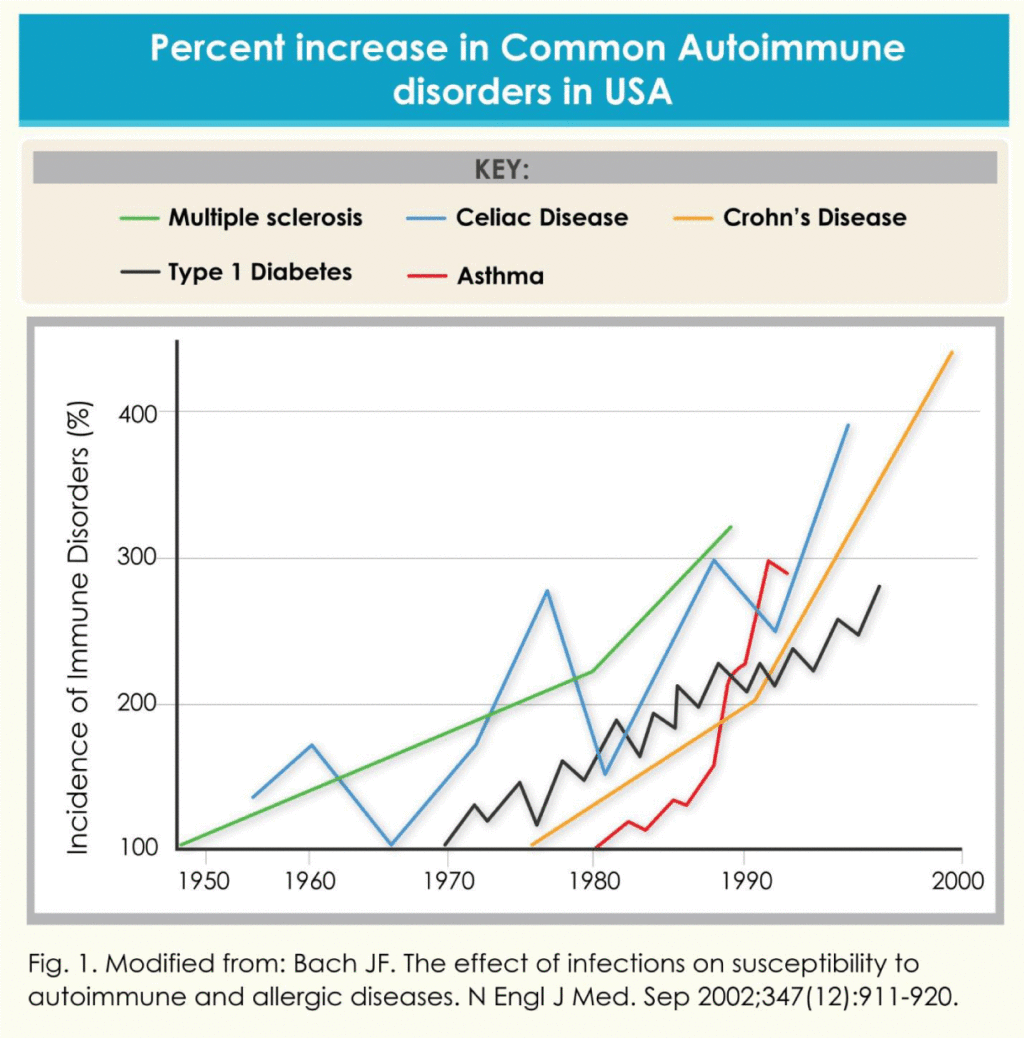 Percent increase in Common Autoimmune
disorders in USA
KEY:
Multiple sclerosis
Celiac Disease
Crohn's Disease
Type 1 Diabetes
Asthma
Incidence of Immune Disorders (%)
400
300
200
100
1950
1960
1970
1980
1990
2000
Fig. 1. Modified from: Bach JF. The effect of infections on susceptibility to
autoimmune and allergic diseases. N Engl J Med. Sep 2002;347(12):911-920.